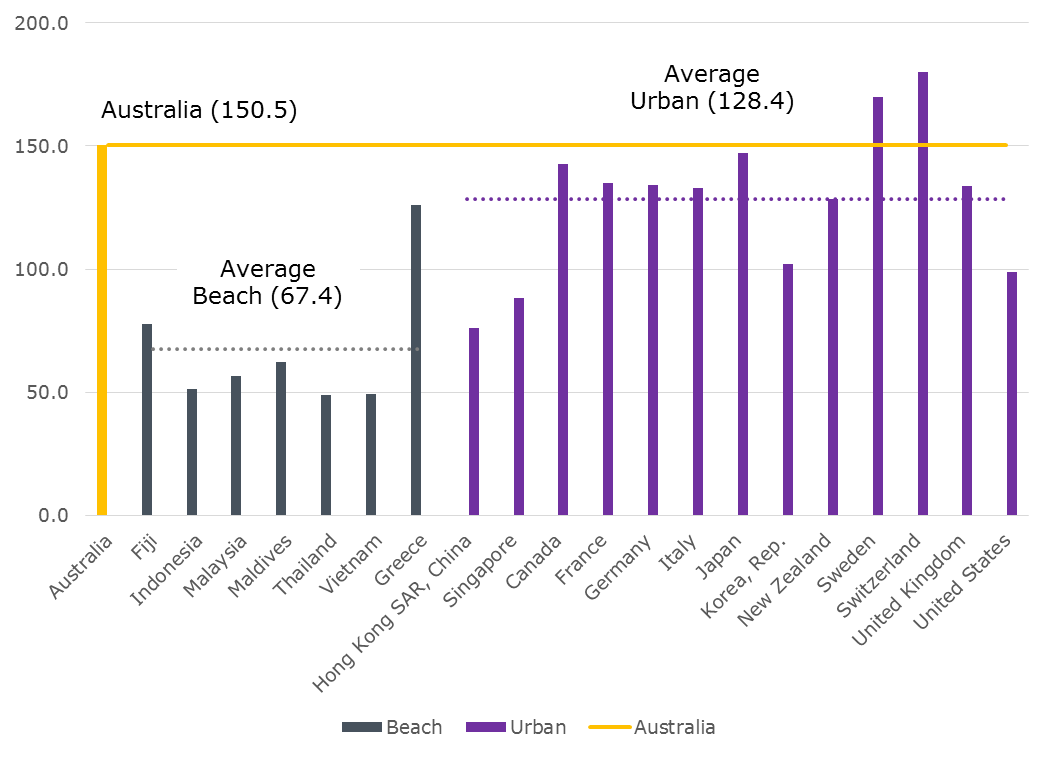 200.0
150.0
100.0
50.0
0.0
Australia (150.5)
Average
Urban (128.4)
Average
Beach (67.4)
Australia
Fiji
Indonesia
Malaysia
Maldives
Thailand
Vietnam
Greece
Hong Kong SAR, China
Singapore
Canada
France
Germany
Italy
Japan
Korea, Rep.
New Zealand
Sweden
Switzerland
United Kingdom
United States
Beach
Urban
Australia